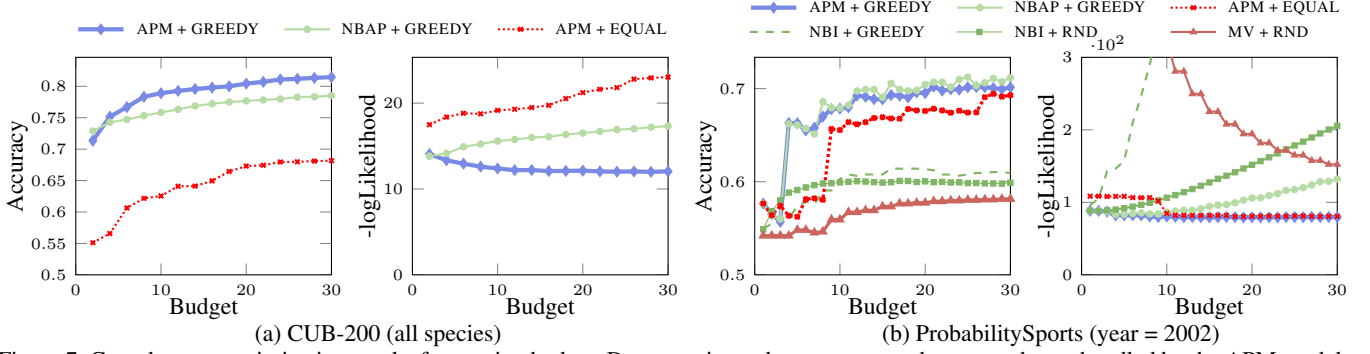 APM + GREEDY NBAP + GREEDY APM + EQUAL
0.8
0.75
0.7
0.65
0.6
0.55
0.5
Accuracy
0 10 20 30
Budget
20
10
0
-logLikelihood
0 10 20 30
Budget
(a) CUB-200 (all species)
APM + GREEDY NBAP + GREEDY APM + EQUAL
NBI + GREEDY NBI + RND MV + RND
0.7
0.6
0.5
Accuracy
0 10 20 30
Budget
·10²
3
2
1
0
-logLikelihood
0 10 20 30
Budget
(b) ProbabilitySports (year = 2002)